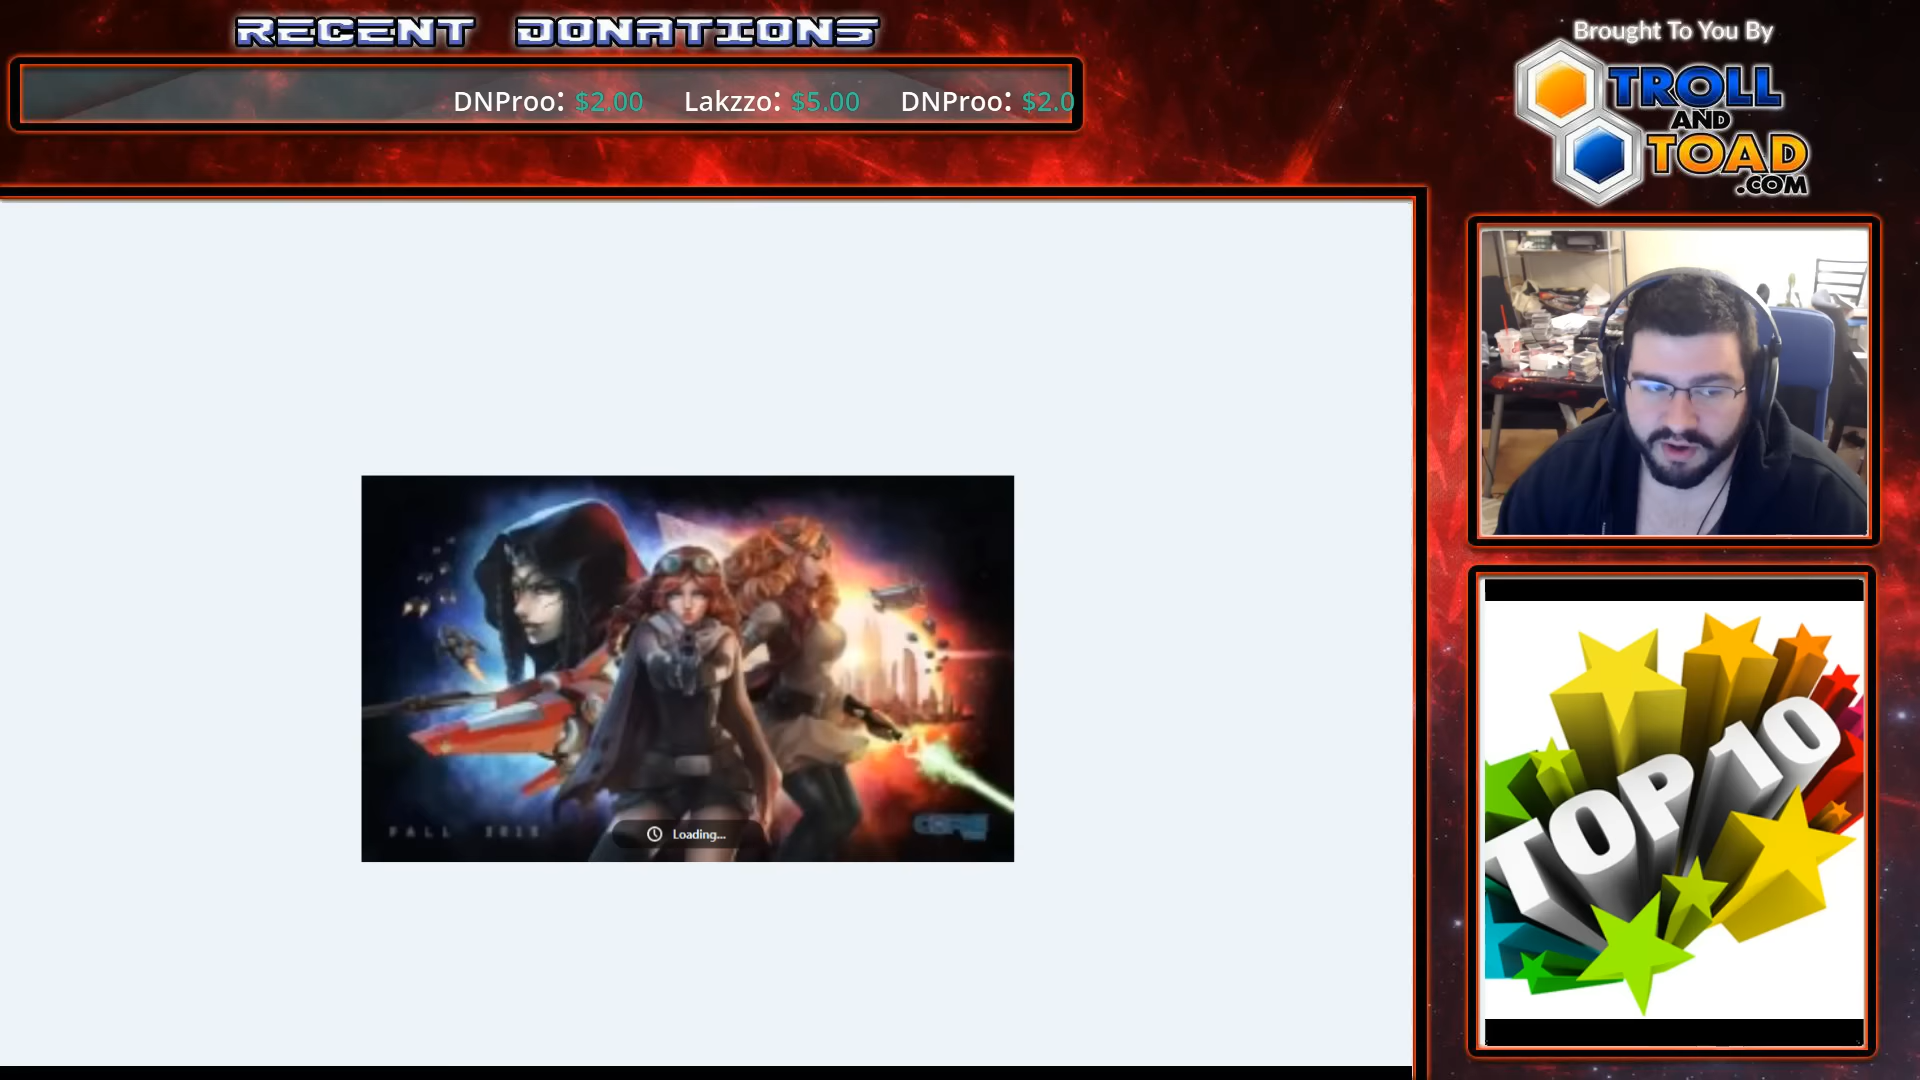 RECENT DONATIONS
DNProo: $2.00 Lakzzo: $5.00 DNProo: $2.0
Brought To You By
TROLL
AND
TOAD
.COM
FALL
Loading...
TOP 10